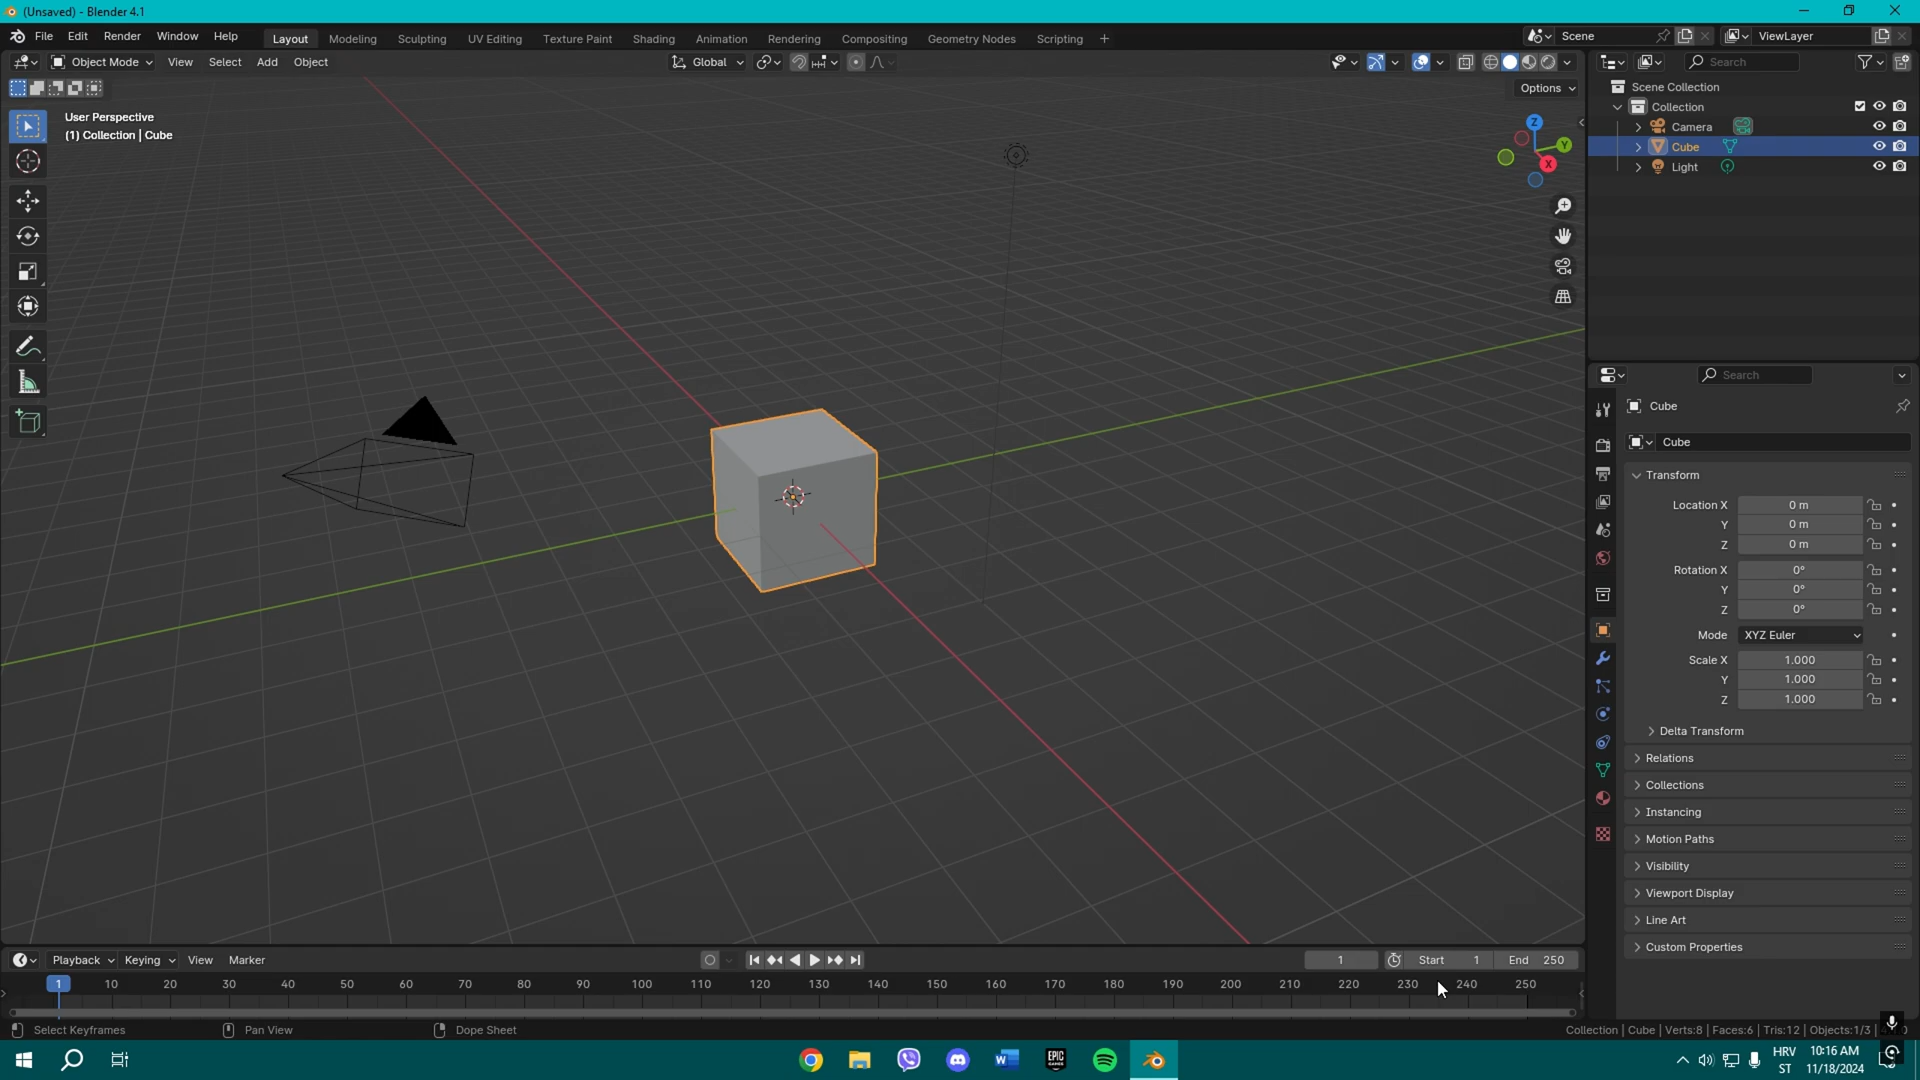 (Unsaved) - Blender 4.1
File Edit Render Window Help Layout Modeling Sculpting UV Editing Texture Paint Shading Animation Rendering Compositing Geometry Nodes Scripting + Scene ViewLayer
Object Mode View Select Add Object Global Search
Options
User Perspective
(1) Collection | Cube
Z
Y
X
Scene Collection
Collection
Camera
Cube
Light
Search
Cube
Cube
Transform
Location X 0 m
Y 0 m
Z 0 m
Rotation X 0°
Y 0°
Z 0°
Mode XYZ Euler
Scale X 1.000
Y 1.000
Z 1.000
Delta Transform
Relations
Collections
Instancing
Motion Paths
Visibility
Viewport Display
Line Art
Custom Properties
Playback Keying View Marker 1 Start 1 End 250
1 10 20 30 40 50 60 70 80 90 100 110 120 130 140 150 160 170 180 190 200 210 220 230 240 250
Select Keyframes Pan View Dope Sheet Collection | Cube | Verts:8 | Faces:6 | Tris:12 | Objects:1/3 |
W EPIC GAMES HRV 10:16 AM
ST 11/18/2024